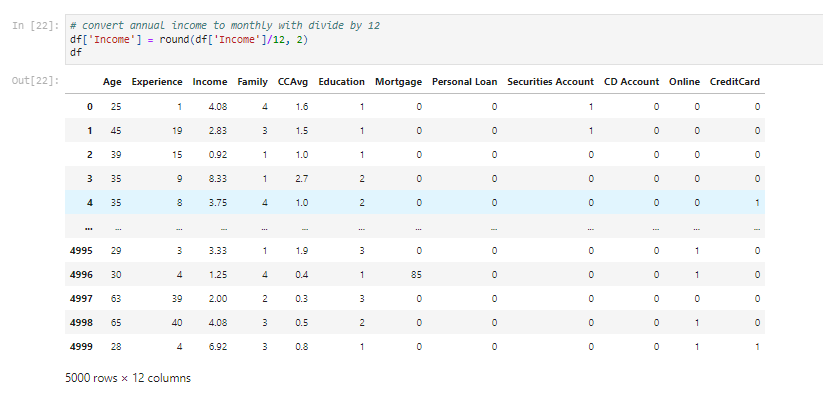 In [22]: # convert annual income to monthly with divide by 12
df['Income'] = round(df['Income']/12, 2)
df
Out[22]:
Age Experience Income Family CCAvg Education Mortgage Personal Loan Securities Account CD Account Online CreditCard
0 25 1 4.08 4 1.6 1 0 0 1 0 0 0
1 45 19 2.83 3 1.5 1 0 0 1 0 0 0
2 39 15 0.92 1 1.0 1 0 0 0 0 0 0
3 35 9 8.33 1 2.7 2 0 0 0 0 0 0
4 35 8 3.75 4 1.0 2 0 0 0 0 0 1
... ... ... ... ... ... ... ... ... ... ... ... ...
4995 29 3 3.33 1 1.9 3 0 0 0 0 1 0
4996 30 4 1.25 4 0.4 1 85 0 0 0 1 0
4997 63 39 2.00 2 0.3 3 0 0 0 0 0 0
4998 65 40 4.08 3 0.5 2 0 0 0 0 1 0
4999 28 4 6.92 3 0.8 1 0 0 0 0 1 1
5000 rows × 12 columns